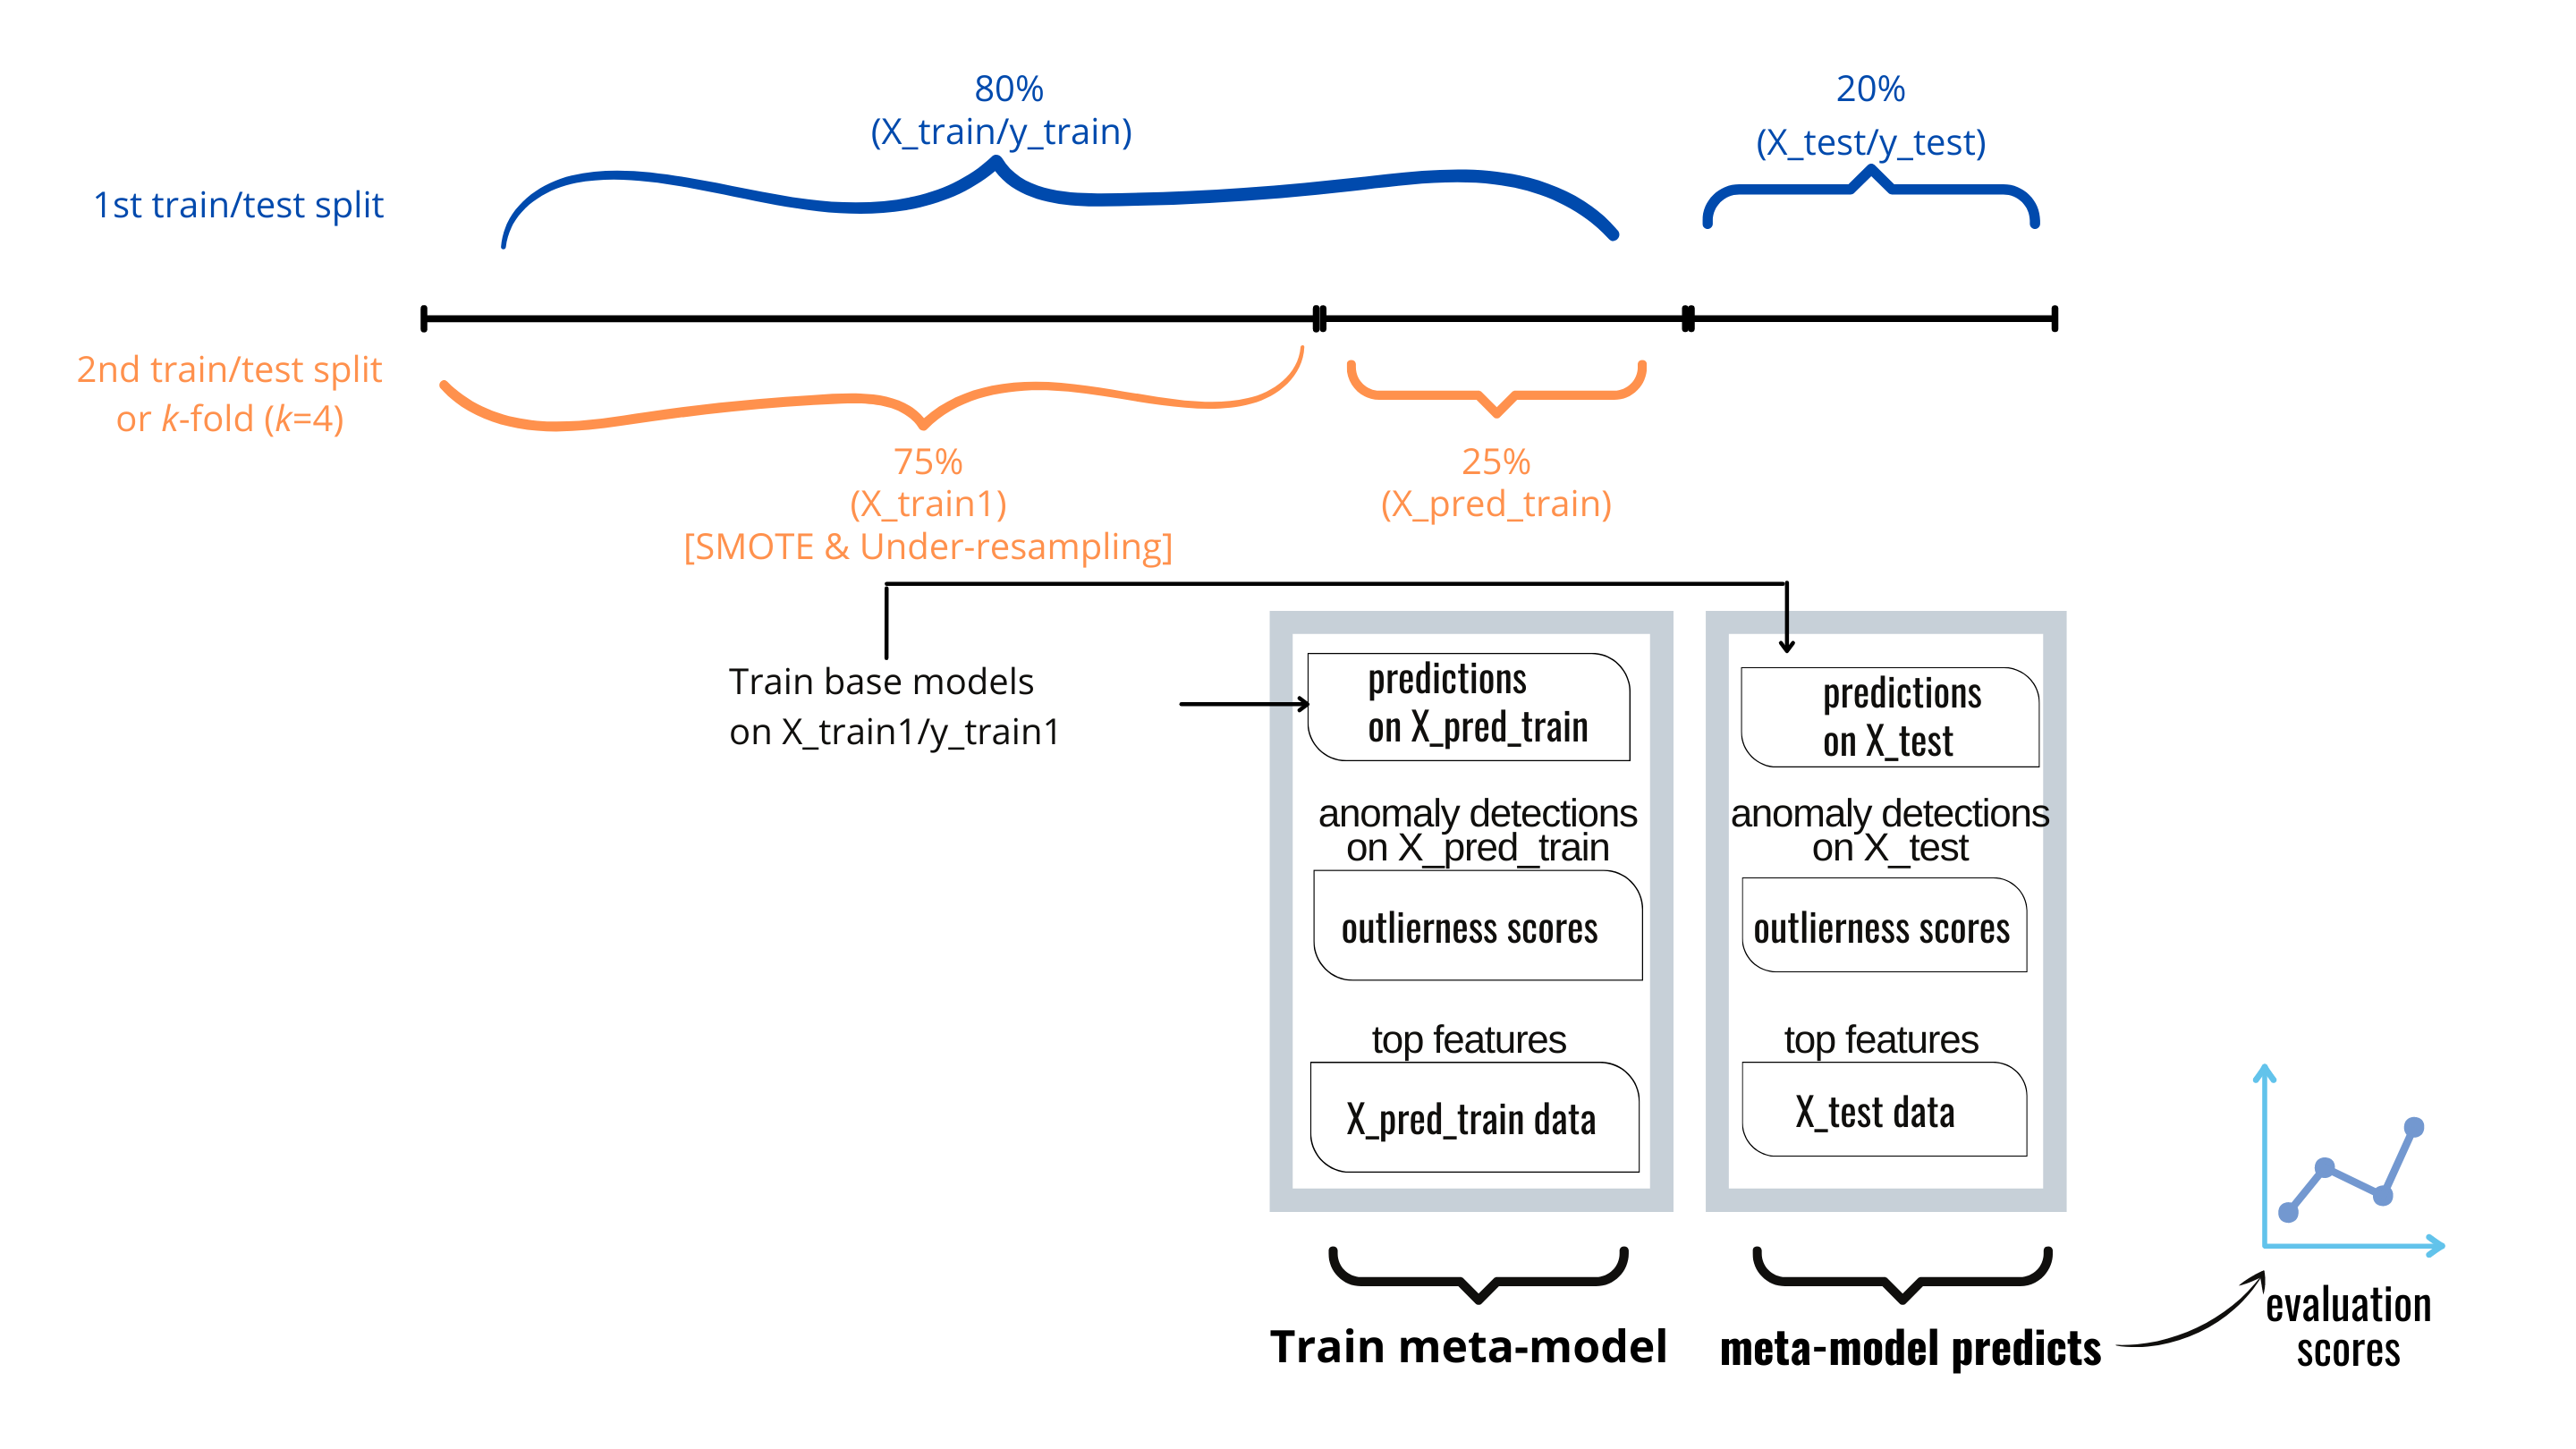 80%
(X_train/y_train)
20%
(X_test/y_test)
1st train/test split
2nd train/test split
or k-fold (k=4)
75%
(X_train1)
[SMOTE & Under-resampling]
25%
(X_pred_train)
Train base models
on X_train1/y_train1
predictions
on X_pred_train
anomaly detections
on X_pred_train
outlierness scores
top features
X_pred_train data
predictions
on X_test
anomaly detections
on X_test
outlierness scores
top features
X_test data
Train meta-model
meta-model predicts
evaluation
scores